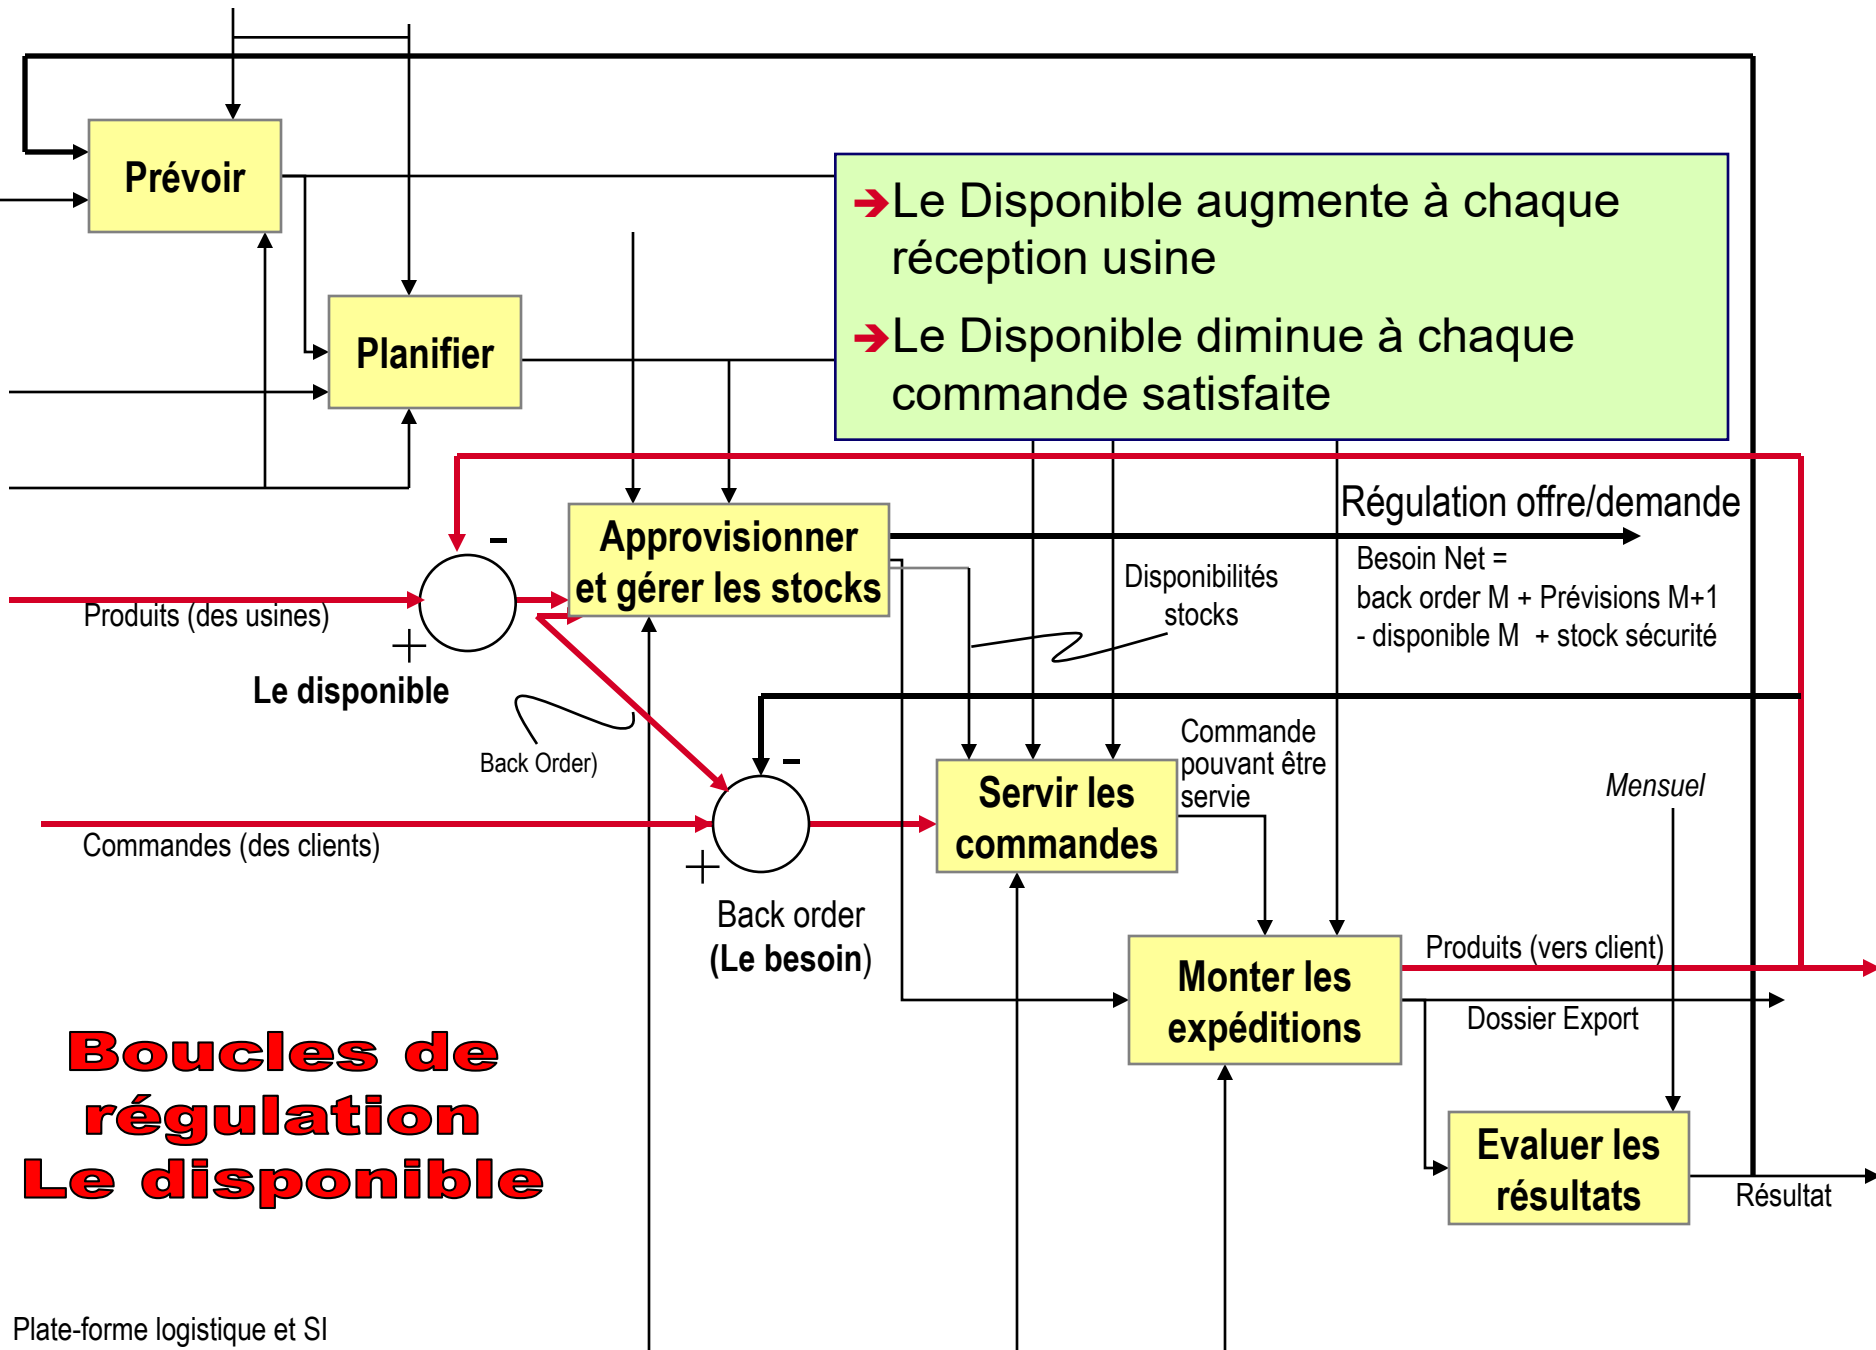 Prévoir
Le Disponible augmente à chaque
réception usine
Le Disponible diminue à chaque
commande satisfaite
Planifier
Régulation offre/demande
Besoin Net =
back order M + Prévisions M+1
- disponible M + stock sécurité
-
Approvisionner
et gérer les stocks
Disponibilités
stocks
Produits (des usines)
+
Le disponible
Back Order)
Commande
pouvant être
servie
-
Servir les
commandes
Mensuel
Commandes (des clients)
+
Back order
(Le besoin)
Monter les
expéditions
Produits (vers client)
Dossier Export
Boucles de
régulation
Le disponible
Evaluer les
résultats
Résultat
Plate-forme logistique et SI